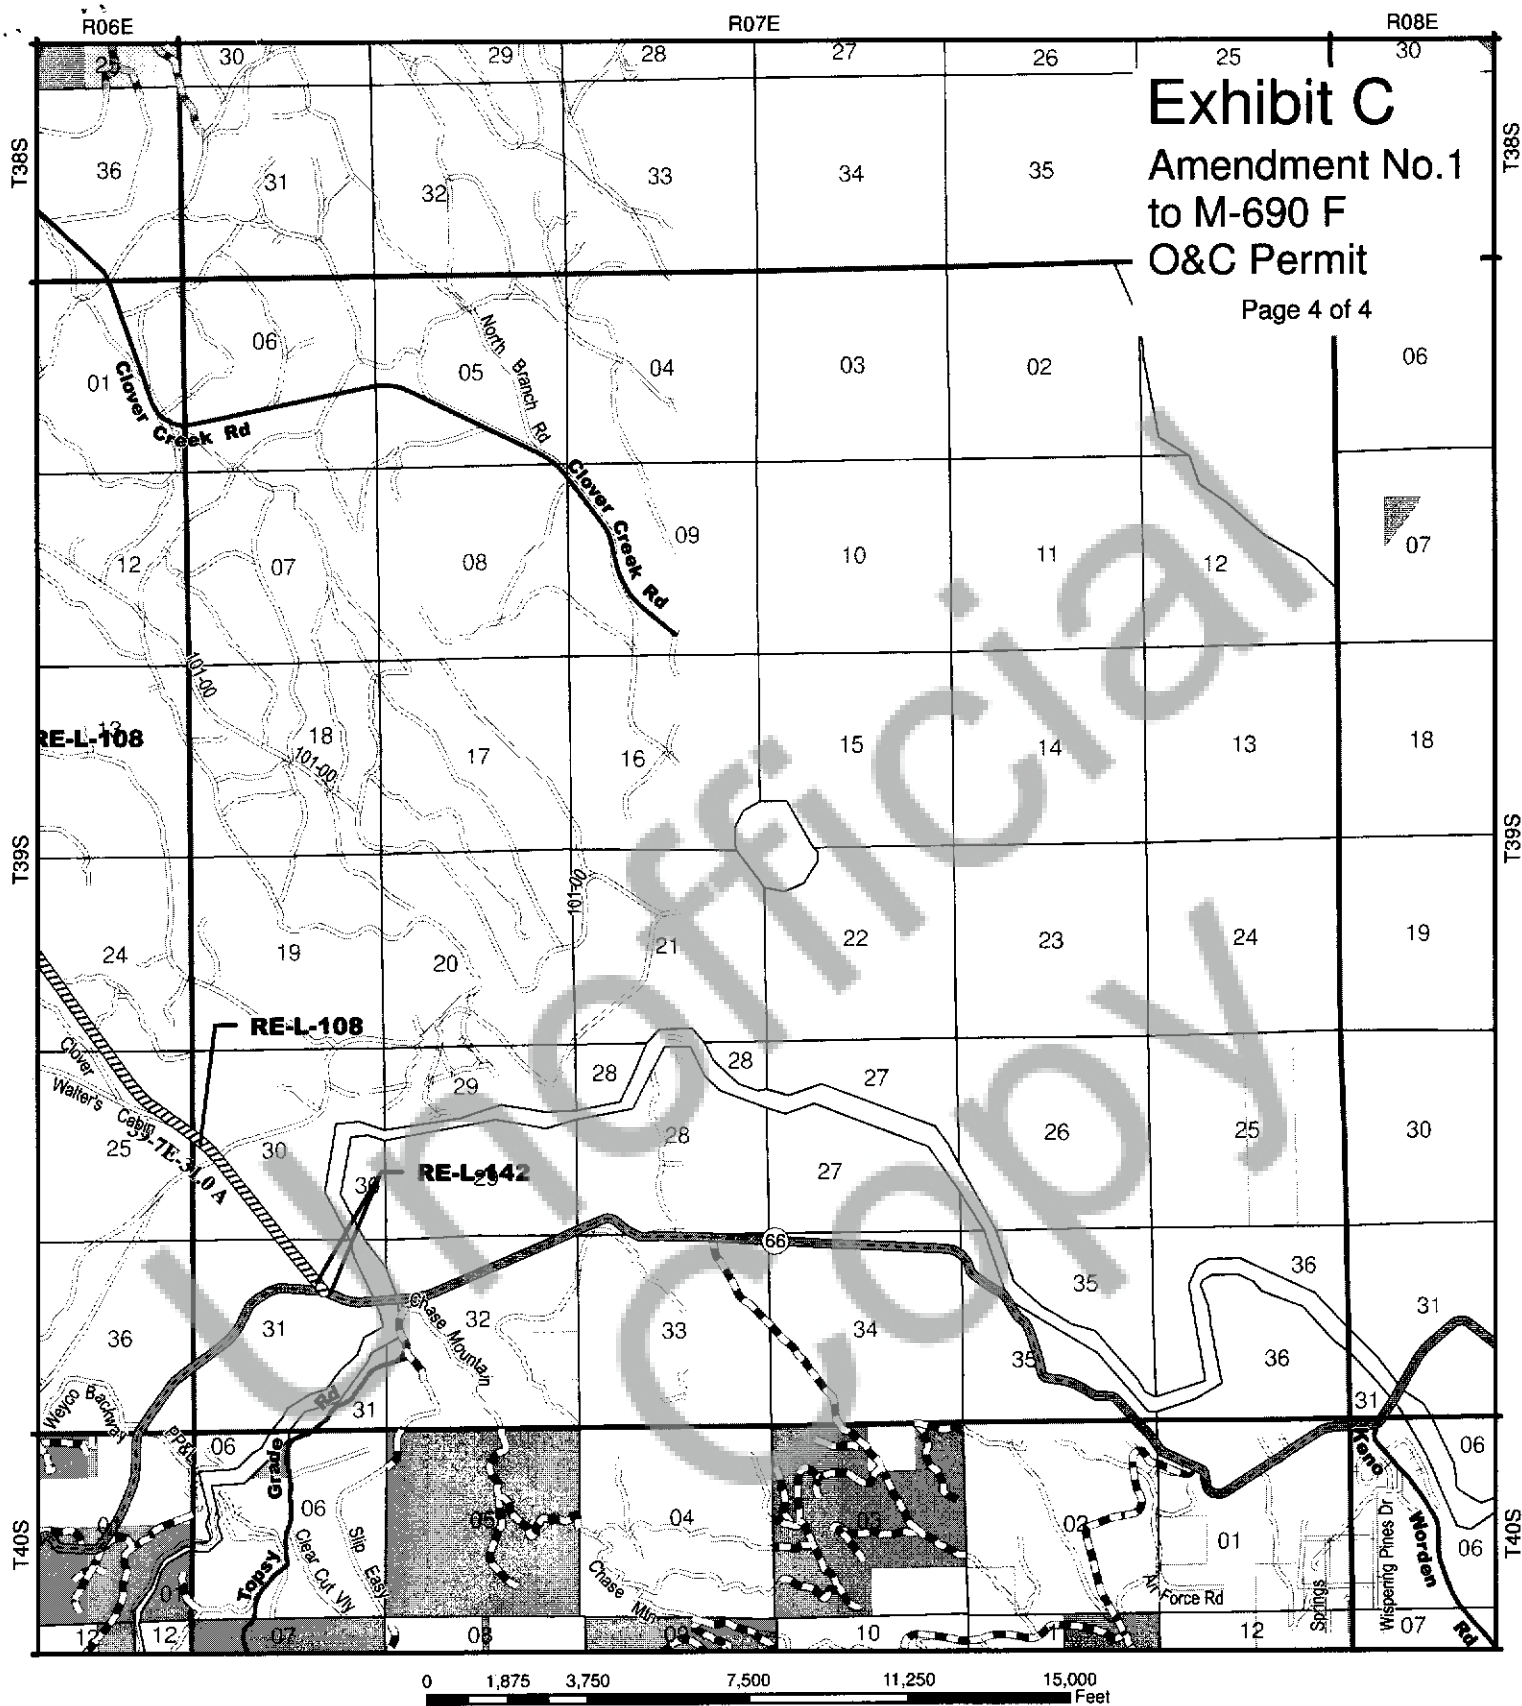 R06E R07E R08E
25 30 29 28 27 26 25 30
Exhibit C
Amendment No.1
to M-690 F
O&C Permit
Page 4 of 4
T38S T38S
36 31 32 33 34 35
01 06 05 04 03 02 06
North Branch Rd
Clover Creek Rd
Clover Creek Rd
12 07 08 09 10 11 12 07
101-00
RE-L-108
13 18 17 16 15 14 13 18
101-00
T39S T39S
101-00
24 19 20 21 22 23 24 19
RE-L-108
Clover
Walter's Cabin
29 28 28 27
39-7E-31.0 A
25 30 28 26 25 30
RE-L-142
30 29 27
66
36 31 32 33 34 35 35 36 36 31 31
Chase Mountain
Weyco Backway
PP&L
Rd
31
06
Grade
Topsy
06
Clear Cut Vly
Slip Easy
Keno
Worden
Rd
06
T40S T40S
05 04 03 02 01 06
01
Chase Mtn
Air Force Rd
Springs
Wispering Pines Dr
12 12 07 08 09 10 11 12 07
0 1,875 3,750 7,500 11,250 15,000
Feet
Unofficial
Copy